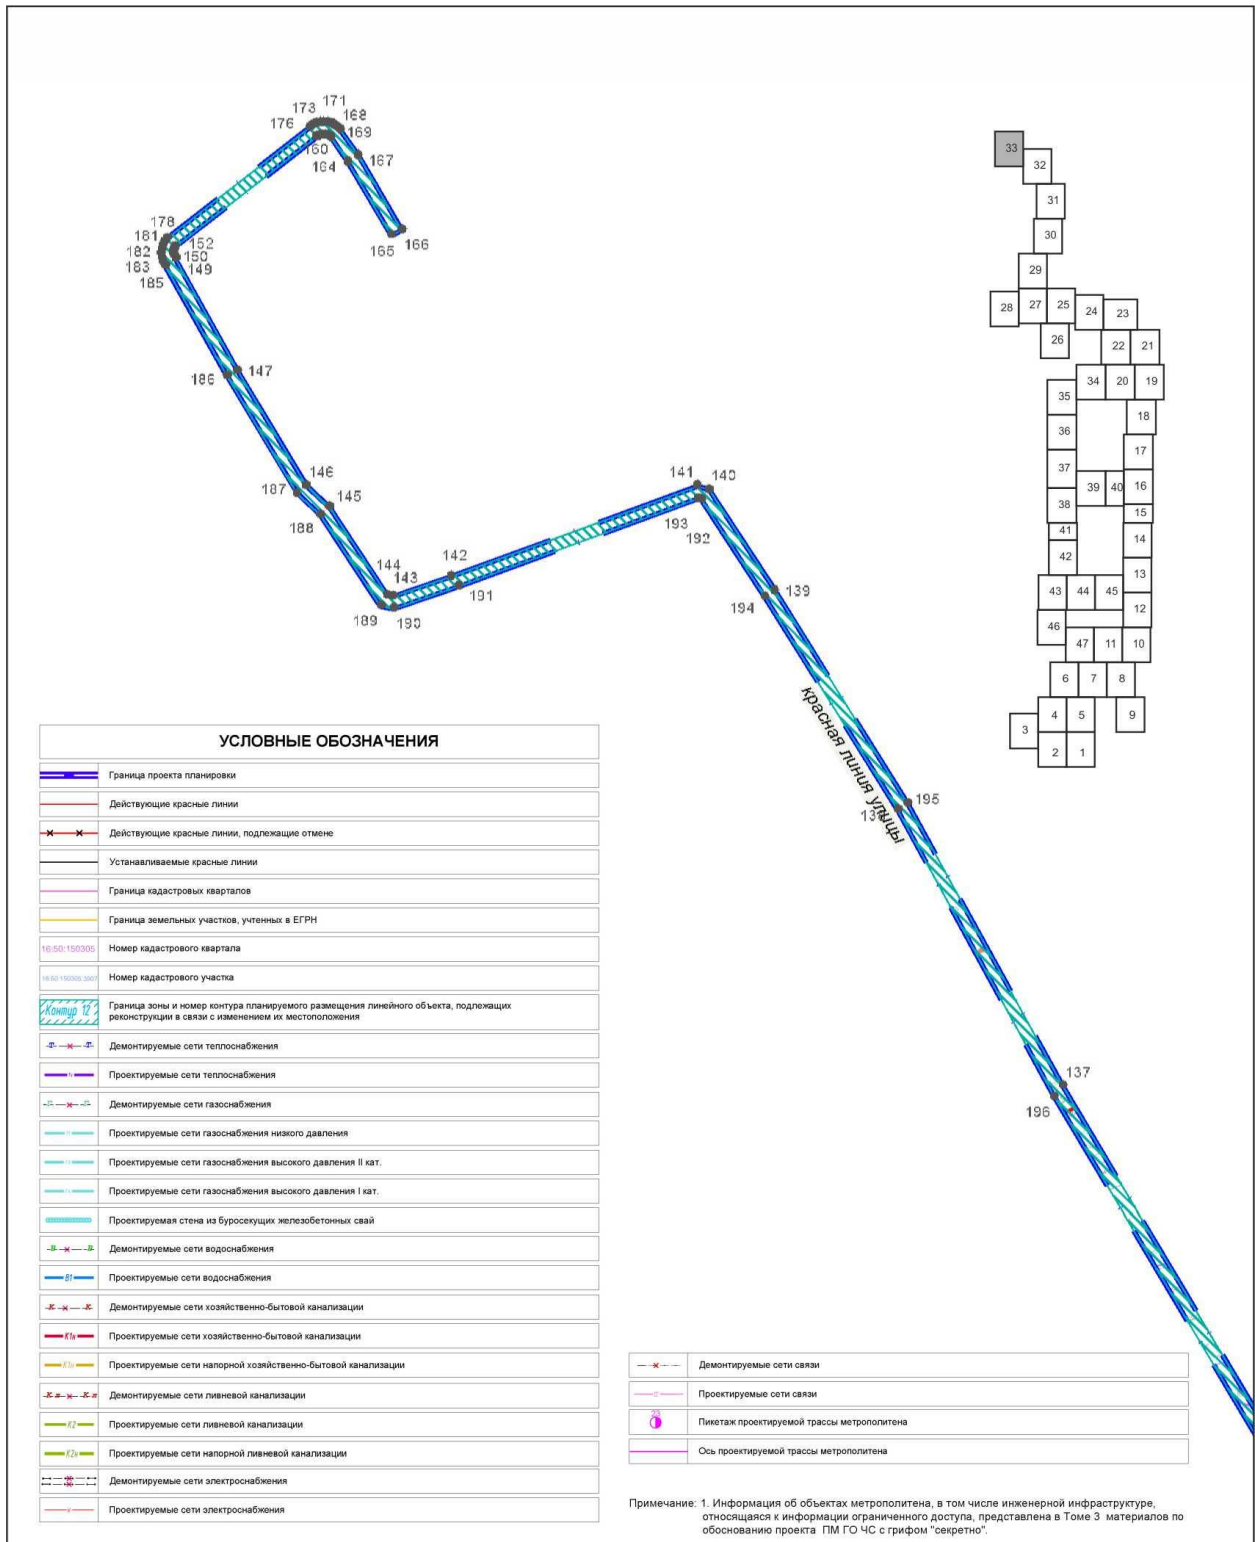 171
173
168
176
169
160
167
164
178
181
152
166
165
182
150
183
149
185
147
186
146
187
145
188
141
140
193
192
142
144
143
191
189
190
139
194
красная линия улицы
195
137
196
33
32
31
30
29
28
27
25
24
23
26
22
21
34
20
19
35
18
36
17
37
39
40
16
38
15
41
14
42
13
43
44
45
12
46
47
11
10
6
7
8
4
5
9
3
2
1
УСЛОВНЫЕ ОБОЗНАЧЕНИЯ
Граница проекта планировки
Действующие красные линии
Действующие красные линии, подлежащие отмене
Устанавливаемые красные линии
Граница кадастровых кварталов
Граница земельных участков, учтенных в ЕГРН
16:50:150305 Номер кадастрового квартала
Номер кадастрового участка
Контур 12 Граница зоны и номер контура планируемого размещения линейного объекта, подлежащих
реконструкции в связи с изменением их местоположения
Т Т Демонтируемые сети теплоснабжения
Проектируемые сети теплоснабжения
Г Г Демонтируемые сети газоснабжения
Проектируемые сети газоснабжения низкого давления
Проектируемые сети газоснабжения высокого давления II кат.
Проектируемые сети газоснабжения высокого давления I кат.
Проектируемая стена из буросекущих железобетонных свай
В В Демонтируемые сети водоснабжения
В1 Проектируемые сети водоснабжения
К К Демонтируемые сети хозяйственно-бытовой канализации
К1н Проектируемые сети хозяйственно-бытовой канализации
К1н Проектируемые сети напорной хозяйственно-бытовой канализации
Демонтируемые сети ливневой канализации
К2 Проектируемые сети ливневой канализации
К2н Проектируемые сети напорной ливневой канализации
Демонтируемые сети электроснабжения
Проектируемые сети электроснабжения
Демонтируемые сети связи
Проектируемые сети связи
23 Пикетаж проектируемой трассы метрополитена
Ось проектируемой трассы метрополитена
Примечание: 1. Информация об объектах метрополитена, в том числе инженерной инфраструктуре,
относящаяся к информации ограниченного доступа, представлена в Томе 3 материалов по
обоснованию проекта ПМ ГО ЧС с грифом "секретно".